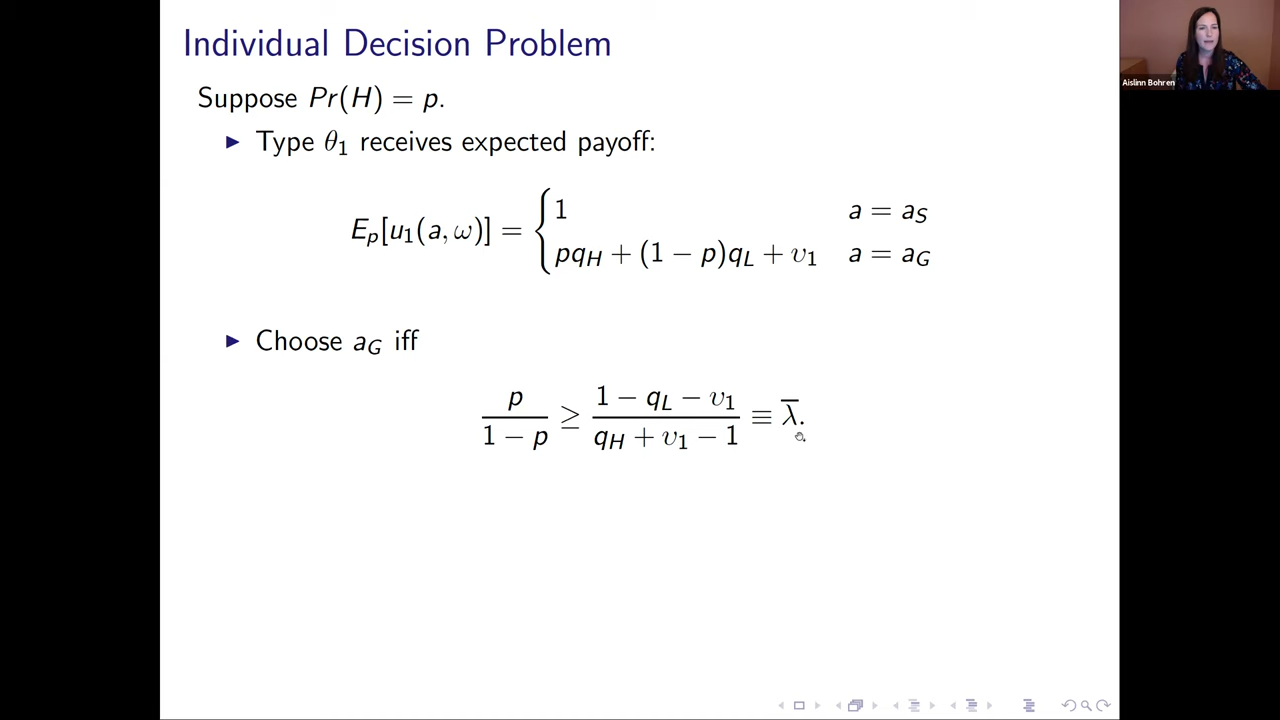 Individual Decision Problem
Aislinn Bohren
Suppose Pr(H) = p.
▶ Type θ₁ receives expected payoff:
Eₚ[u₁(a, ω)] = { 1 a = a_S
pq_H + (1 − p)q_L + υ₁ a = a_G
▶ Choose a_G iff
p / (1 − p) ≥ (1 − q_L − υ₁) / (q_H + υ₁ − 1) ≡ λ̅.